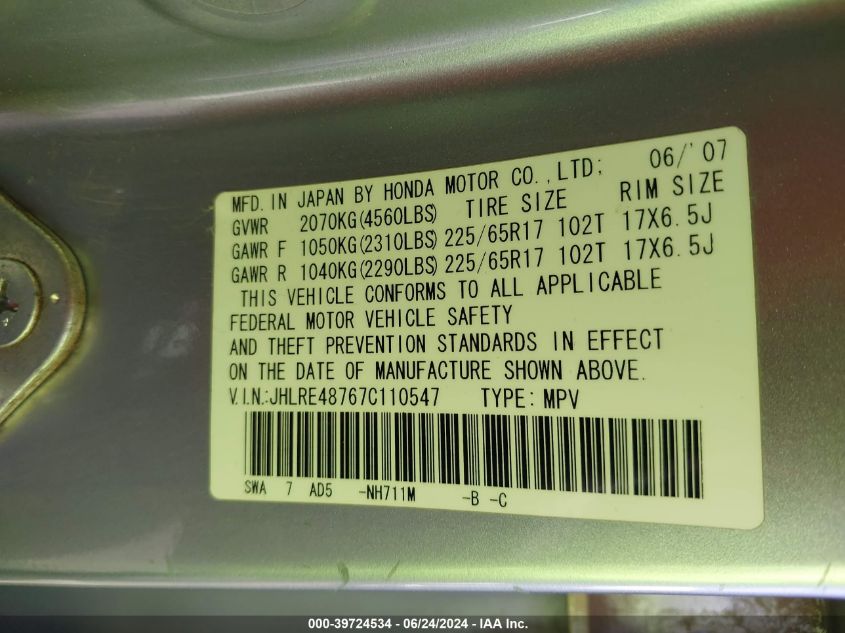 MFD. IN JAPAN BY HONDA MOTOR CO.,LTD; 06/'07
GVWR 2070KG(4560LBS) TIRE SIZE RIM SIZE
GAWR F 1050KG(2310LBS) 225/65R17 102T 17X6.5J
GAWR R 1040KG(2290LBS) 225/65R17 102T 17X6.5J
THIS VEHICLE CONFORMS TO ALL APPLICABLE
FEDERAL MOTOR VEHICLE SAFETY
AND THEFT PREVENTION STANDARDS IN EFFECT
ON THE DATE OF MANUFACTURE SHOWN ABOVE.
V.I.N.:JHLRE48767C110547 TYPE: MPV
SWA 7 AD5 -NH711M -B -C
000-39724534 - 06/24/2024 - IAA Inc.